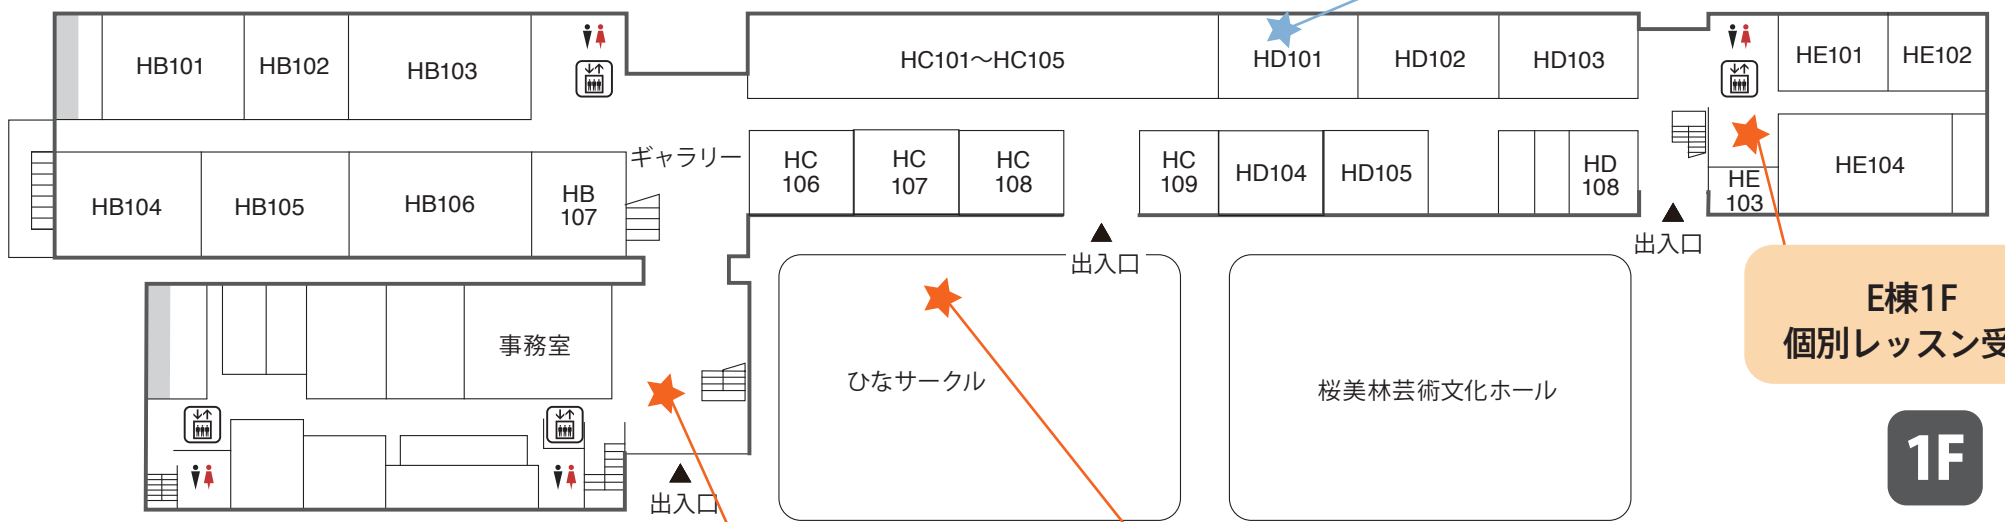 HB101
HB102
HB103
HC101〜HC105
HD101
HD102
HD103
HE101
HE102
HB104
HB105
HB106
HB
107
ギャラリー
HC
106
HC
107
HC
108
HC
109
HD104
HD105
HD
108
HE
103
HE104
出入口
出入口
事務室
ひなサークル
桜美林芸術文化ホール
E棟1F
個別レッスン受
出入口
1F